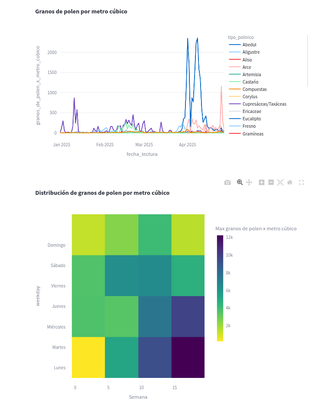 Granos de polen por metro cúbico
tipo_polinico
granos_de_polen_x_metro_cubico
2000
1500
1000
500
0
Jan 2025
Feb 2025
Mar 2025
Apr 2025
fecha_lectura
Abedul
Aligustre
Aliso
Arce
Artemisia
Castaño
Compuestas
Corylus
Cupresáceas/Taxáceas
Ericaceae
Eucalipto
Fresno
Gramíneas
Distribución de granos de polen por metro cúbico
Max granos de polen x metro cúbico
weekday
Domingo
Sábado
Viernes
Jueves
Miércoles
Martes
Lunes
0
5
10
15
Semana
12k
10k
8k
6k
4k
2k